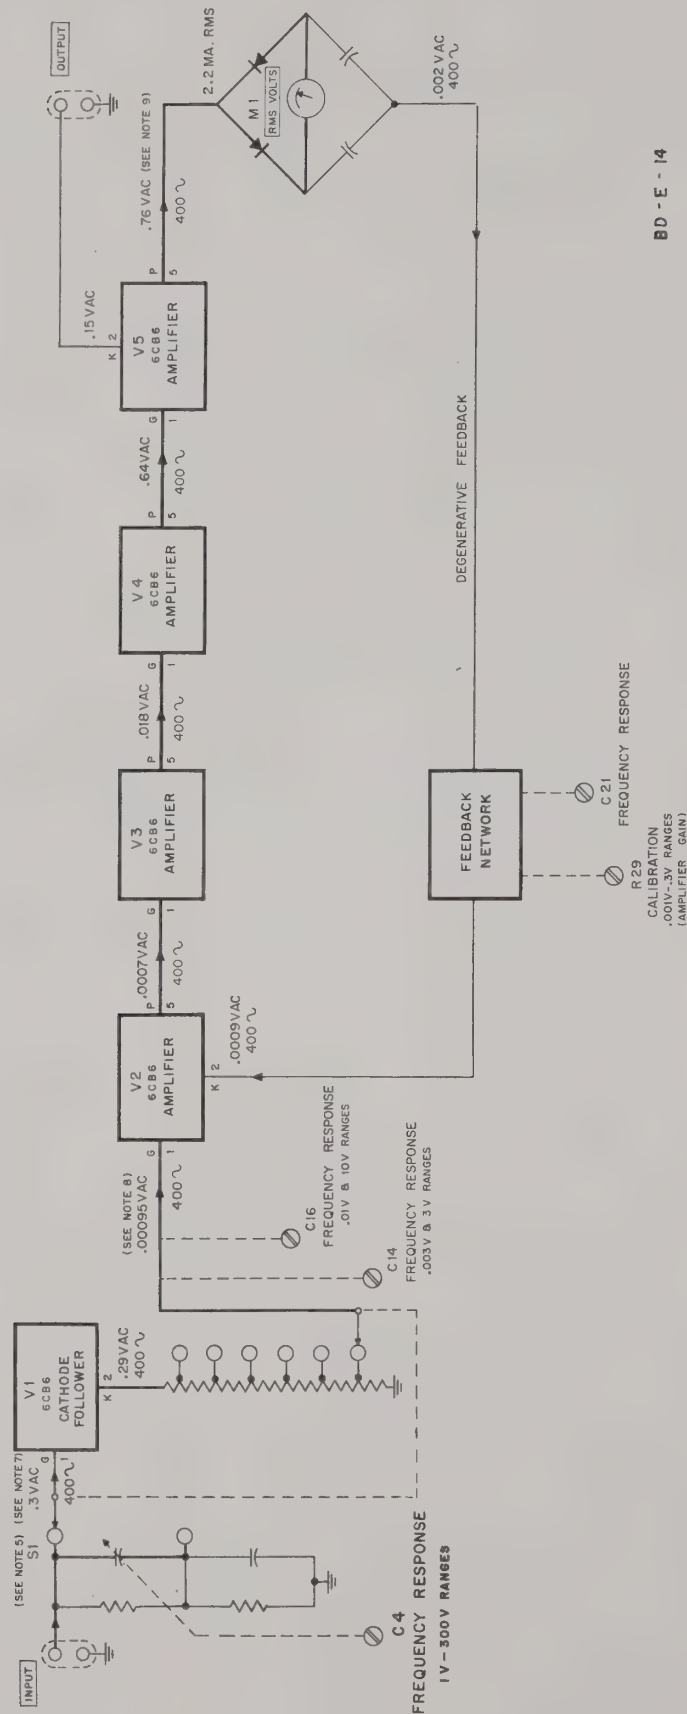 INPUT
(SEE NOTE 5)
S1
(SEE NOTE 7)
.3 VAC
400~
G
1
V1
6CB6
CATHODE
FOLLOWER
K 2
.29 VAC
400~
C4
FREQUENCY RESPONSE
1V-300V RANGES
(SEE NOTE 8)
.00095VAC
400~
C14
FREQUENCY RESPONSE
.003V & 3V RANGES
C16
FREQUENCY RESPONSE
.01V & 10V RANGES
G
1
V2
6CB6
AMPLIFIER
K 2
.0009VAC
400~
P
5
.0007VAC
400~
G
1
V3
6CB6
AMPLIFIER
P
5
.018VAC
400~
G
1
V4
6CB6
AMPLIFIER
P
5
.64VAC
400~
G
1
V5
6CB6
AMPLIFIER
K 2
.15VAC
OUTPUT
P
5
.76VAC (SEE NOTE 9)
400~
2.2 MA. RMS
M1
RMS VOLTS
.002VAC
400~
DEGENERATIVE FEEDBACK
FEEDBACK
NETWORK
R29
CALIBRATION
.001V-.3V RANGES
(AMPLIFIER GAIN)
C21
FREQUENCY RESPONSE
BD-E-14